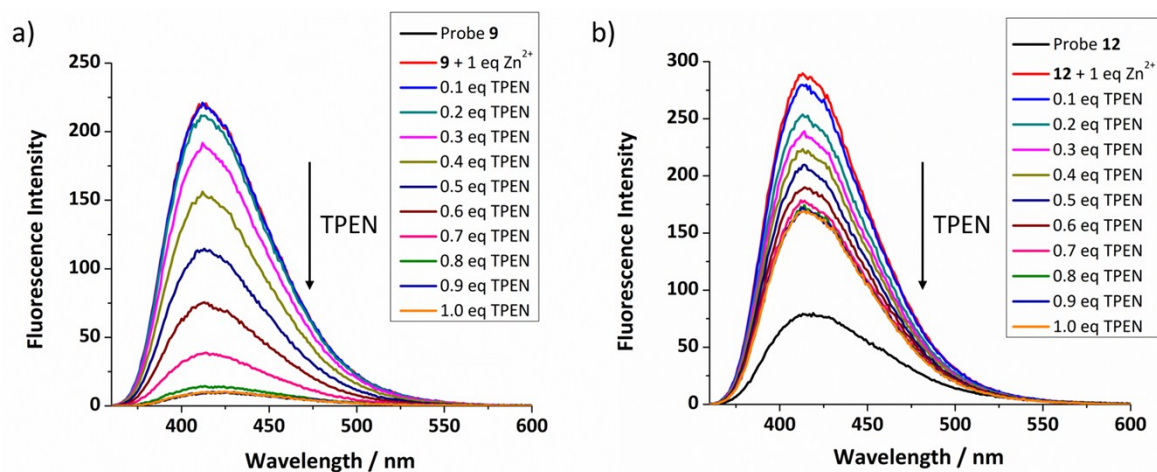 a)
Fluorescence Intensity
250
200
150
100
50
0
400
450
500
550
600
Wavelength / nm
TPEN
Probe 9
9 + 1 eq Zn²⁺
0.1 eq TPEN
0.2 eq TPEN
0.3 eq TPEN
0.4 eq TPEN
0.5 eq TPEN
0.6 eq TPEN
0.7 eq TPEN
0.8 eq TPEN
0.9 eq TPEN
1.0 eq TPEN
b)
Fluorescence Intensity
300
250
200
150
100
50
0
400
450
500
550
600
Wavelength / nm
TPEN
Probe 12
12 + 1 eq Zn²⁺
0.1 eq TPEN
0.2 eq TPEN
0.3 eq TPEN
0.4 eq TPEN
0.5 eq TPEN
0.6 eq TPEN
0.7 eq TPEN
0.8 eq TPEN
0.9 eq TPEN
1.0 eq TPEN